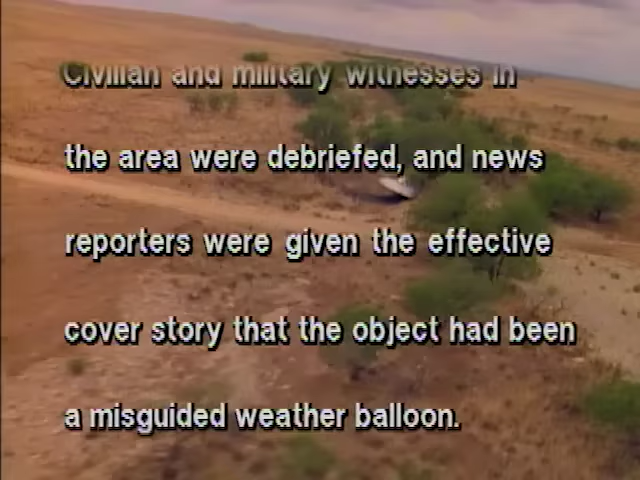 Civilian and military witnesses in
the area were debriefed, and news
reporters were given the effective
cover story that the object had been
a misguided weather balloon.